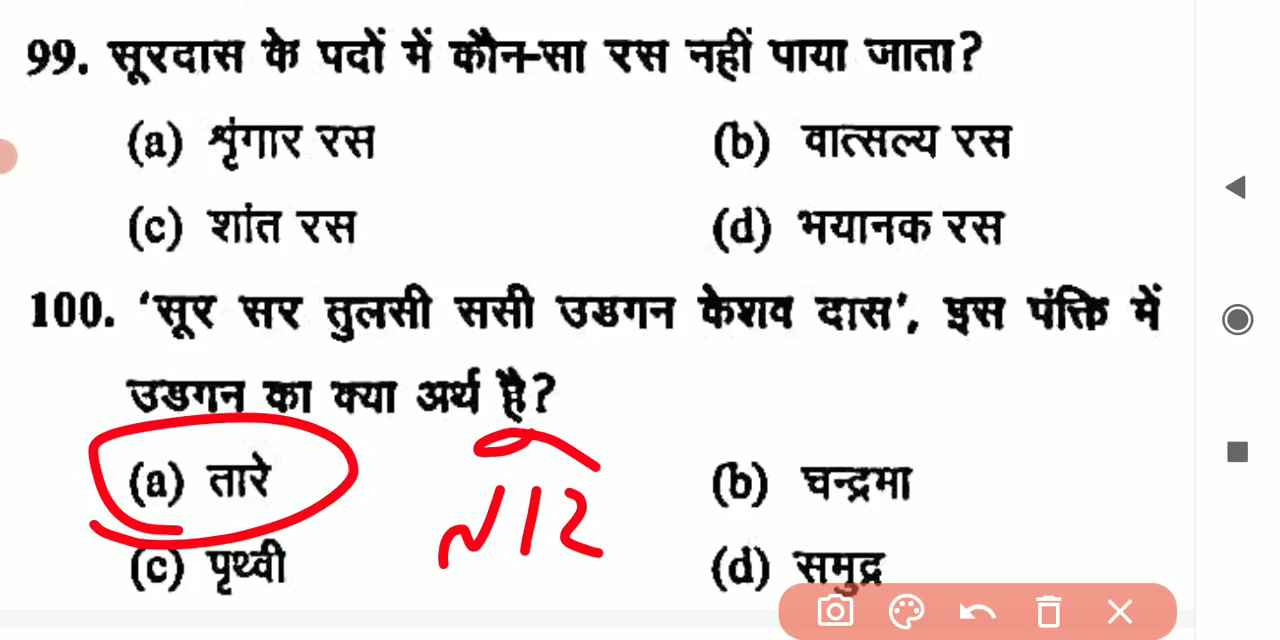 99. सूरदास के पदों में कौन-सा रस नहीं पाया जाता?
(a) शृंगार रस (b) वात्सल्य रस
(c) शांत रस (d) भयानक रस
100. ‘सूर सर तुलसी ससी उडगन केशव दास’, इस पंक्ति में
उडगन का क्या अर्थ है?
(a) तारे (b) चन्द्रमा
(c) पृथ्वी (d) समुद्र